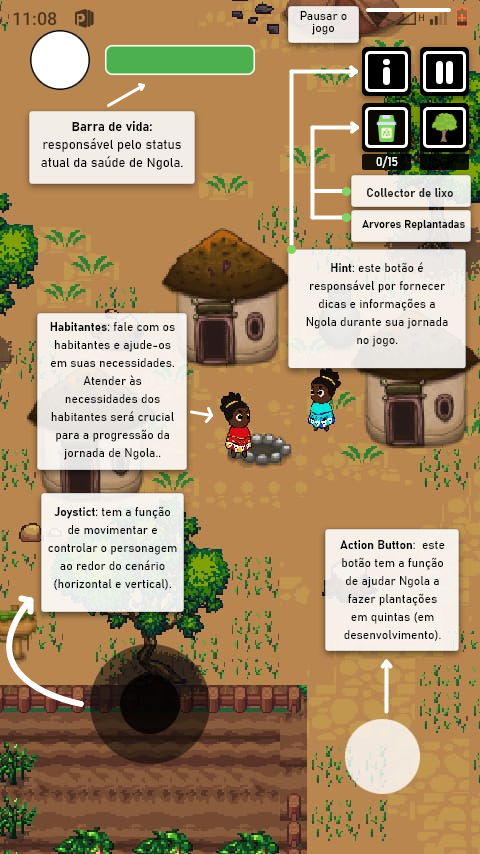 11:08
H
Pausar o
jogo
Barra de vida:
responsável pelo status
atual da saúde de Ngola.
0/15
Collector de lixo
Arvores Replantadas
Hint: este botão é
responsável por fornecer
dicas e informações a
Ngola durante sua jornada
no jogo.
Habitantes: fale com os
habitantes e ajude-os
em suas necesidades.
Atender às
necesidades dos
habitantes será crucial
para a progressão da
jornada de Ngola..
Joystict: tem a função
de movimentar e
controlar o personagem
ao redor do cenário
(horizontal e vertical).
Action Button: este
botão tem a função
de ajudar Ngola a
fazer plantações
em quintas (em
desenvolvimento).